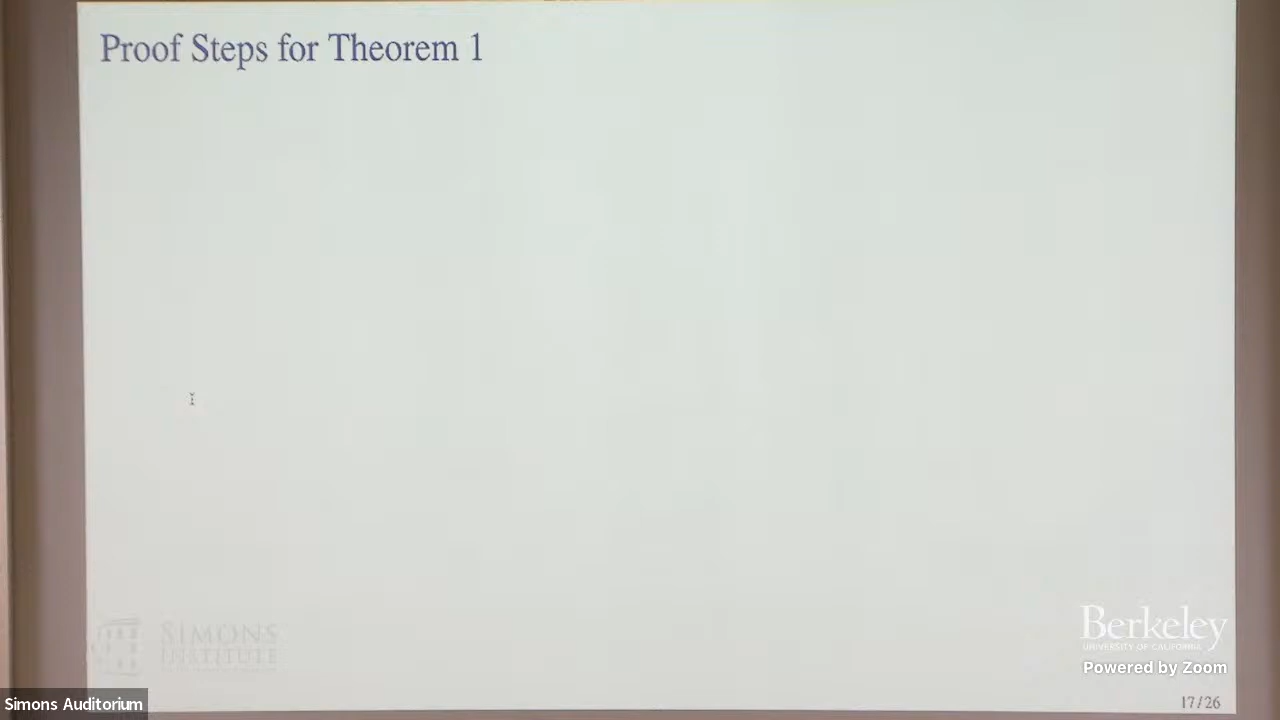 Proof Steps for Theorem 1
SIMONS
INSTITUTE
Berkeley
UNIVERSITY OF CALIFORNIA
Powered by Zoom
Simons Auditorium
17/26